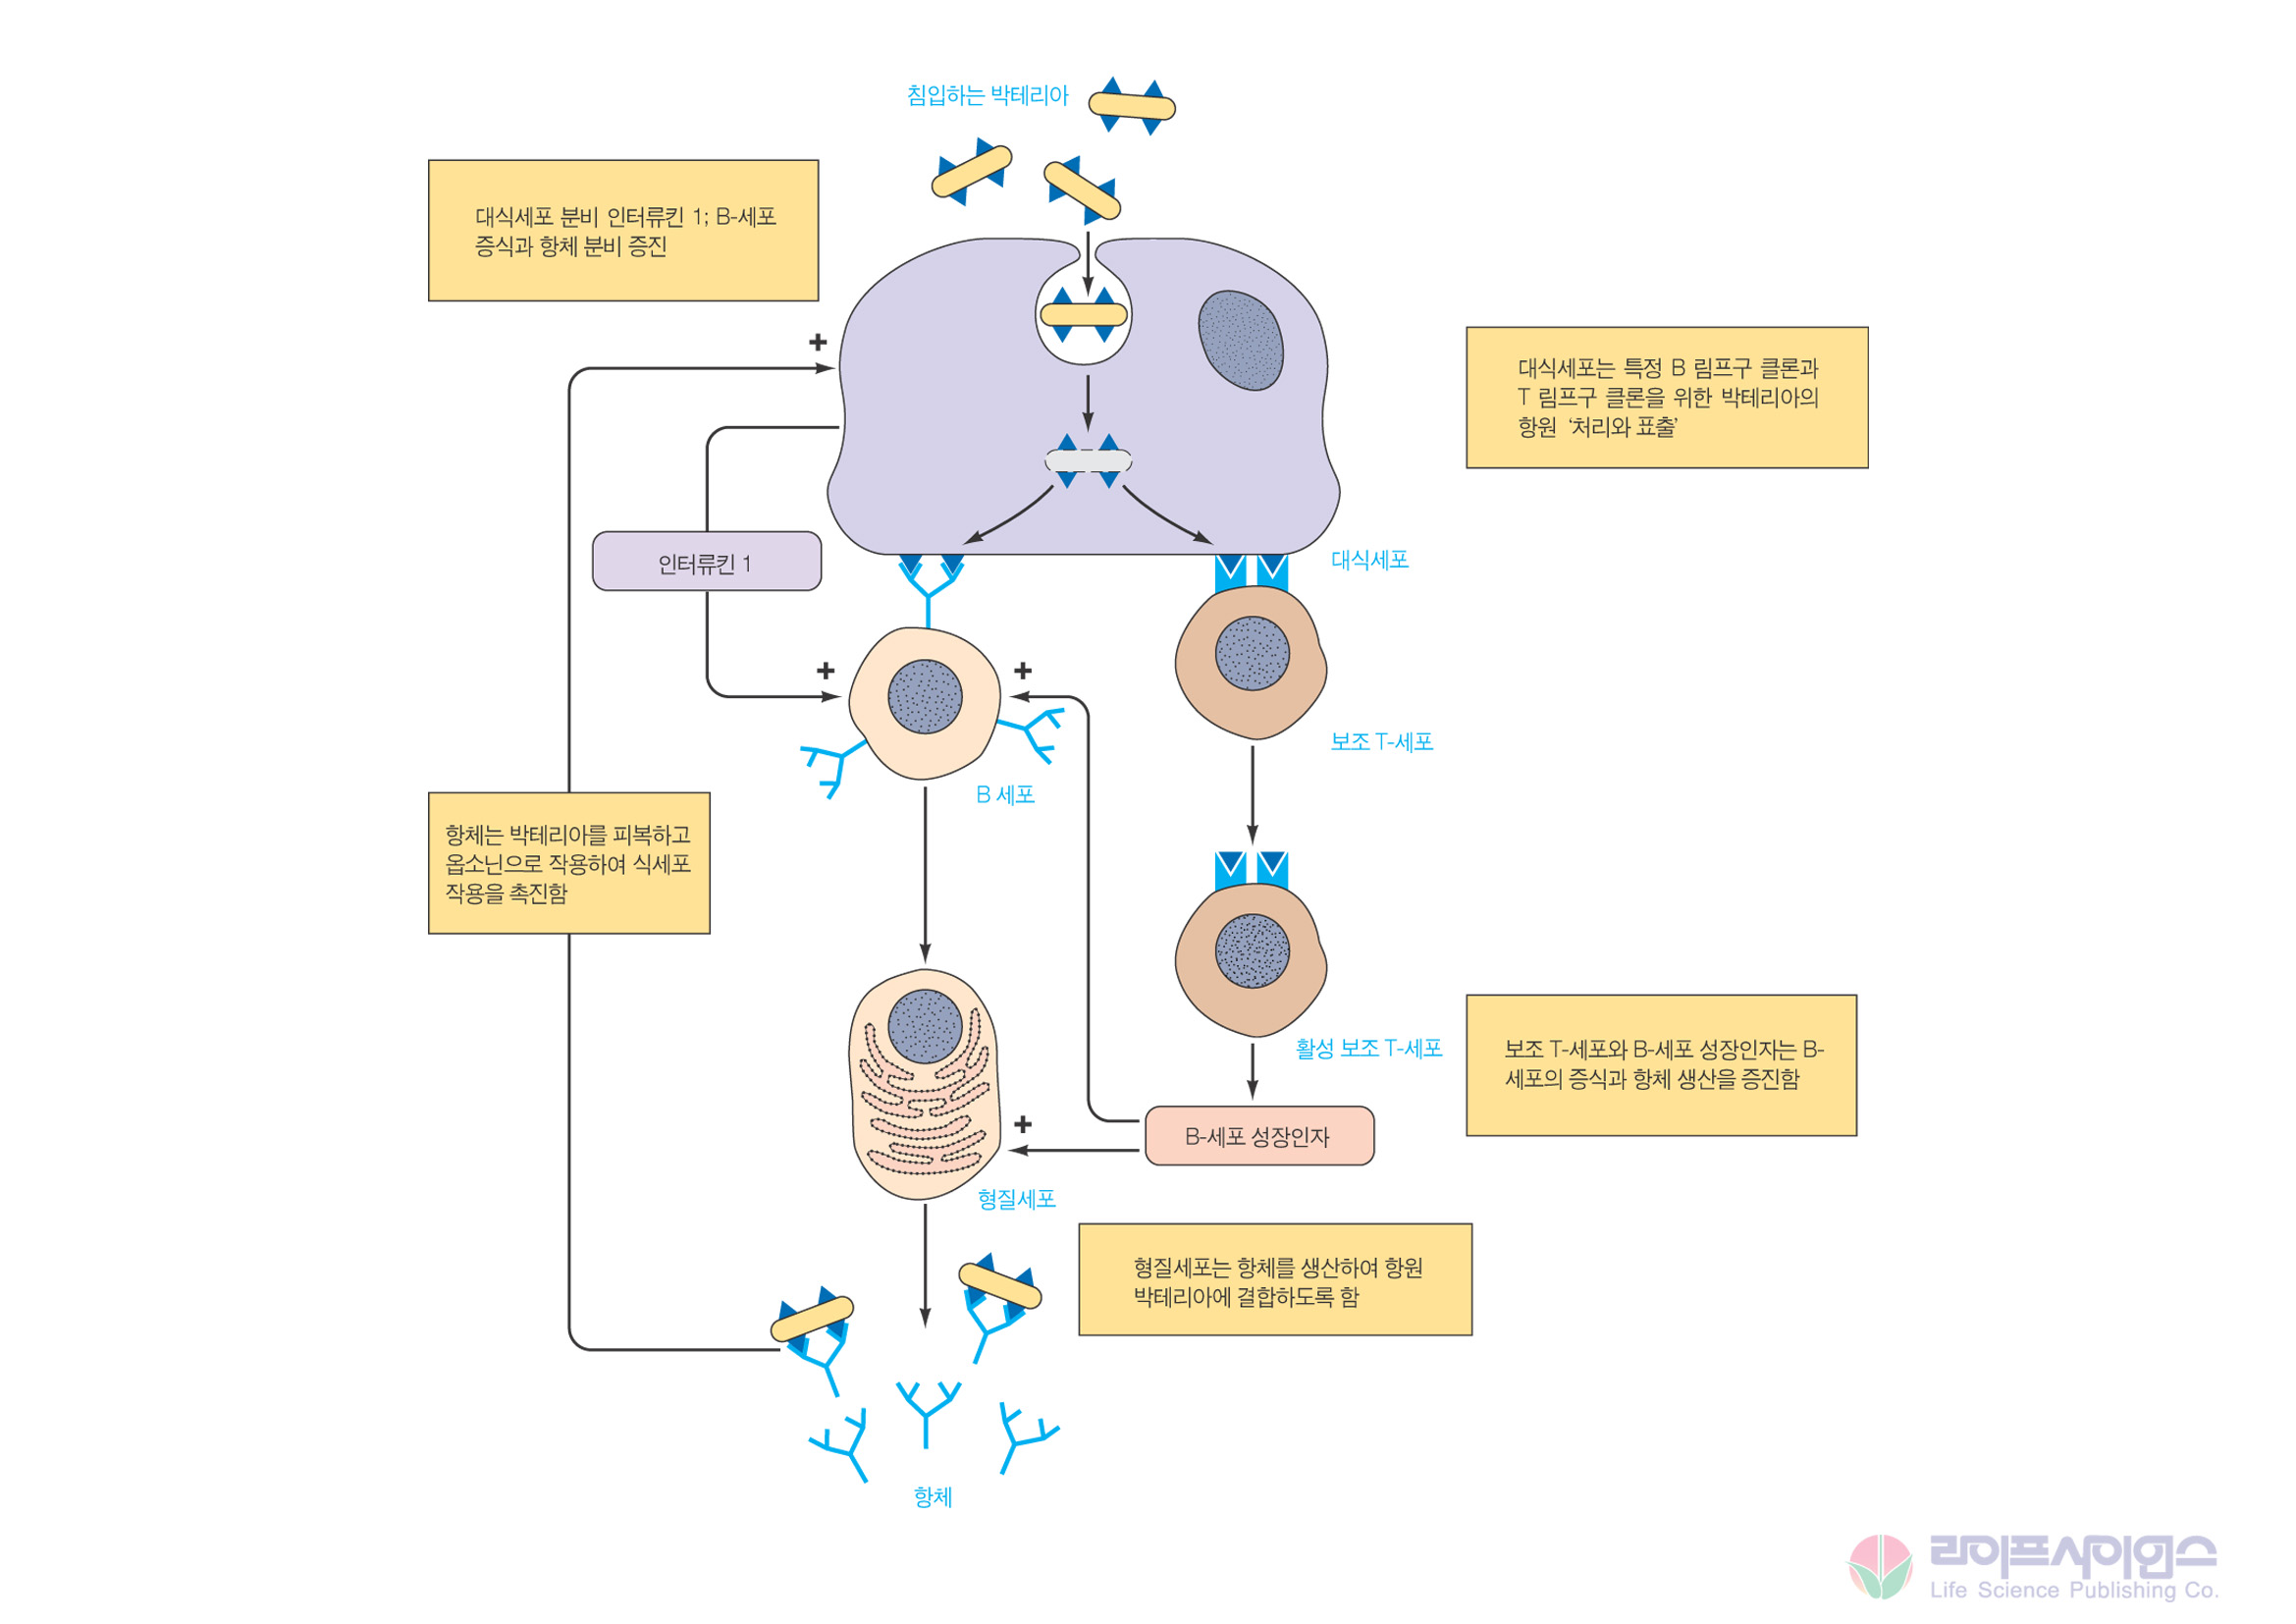 침입하는 박테리아
대식세포 분비 인터류킨 1; B-세포
증식과 항체 분비 증진
+
대식세포는 특정 B 림프구 클론과
T 림프구 클론을 위한 박테리아의
항원 ‘처리와 표출’
인터류킨 1
대식세포
+
+
보조 T-세포
B 세포
항체는 박테리아를 피복하고
옵소닌으로 작용하여 식세포
작용을 촉진함
활성 보조 T-세포
보조 T-세포와 B-세포 성장인자는 B-
세포의 증식과 항체 생산을 증진함
+
B-세포 성장인자
형질세포
형질세포는 항체를 생산하여 항원
박테리아에 결합하도록 함
항체
라이프사이언스
Life Science Publishing Co.